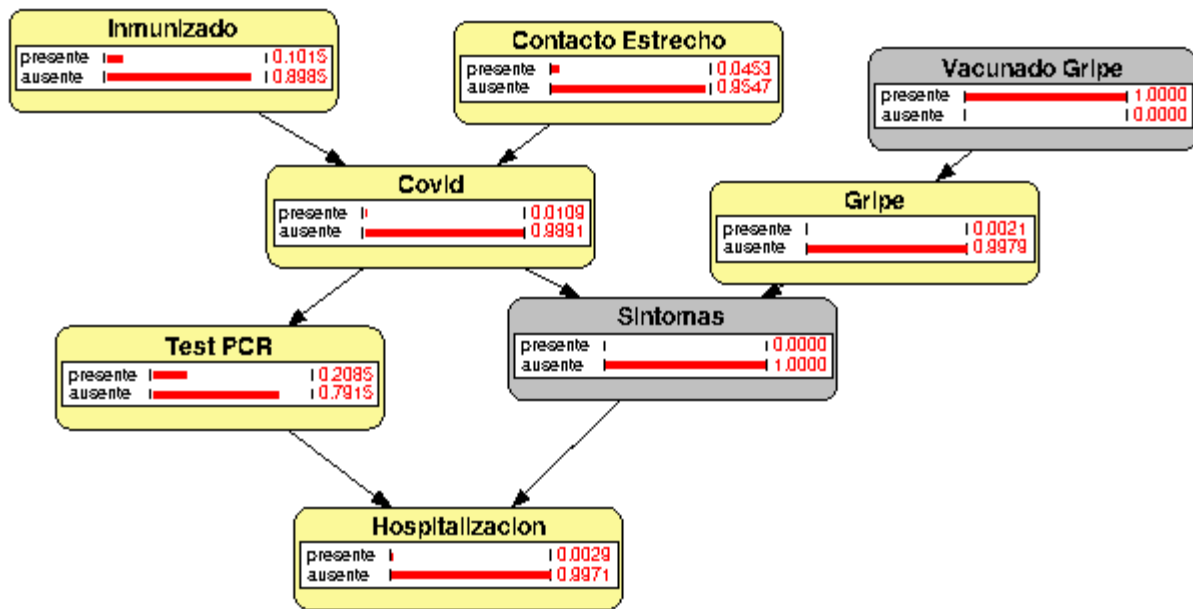 Inmunizado
presente 0.1015
ausente 0.8985
Contacto Estrecho
presente 0.0453
ausente 0.9547
Vacunado Gripe
presente 1.0000
ausente 0.0000
Covid
presente 0.0109
ausente 0.9891
Gripe
presente 0.0021
ausente 0.9979
Sintomas
presente 0.0000
ausente 1.0000
Test PCR
presente 0.2085
ausente 0.7915
Hospitalizacion
presente 0.0029
ausente 0.9971